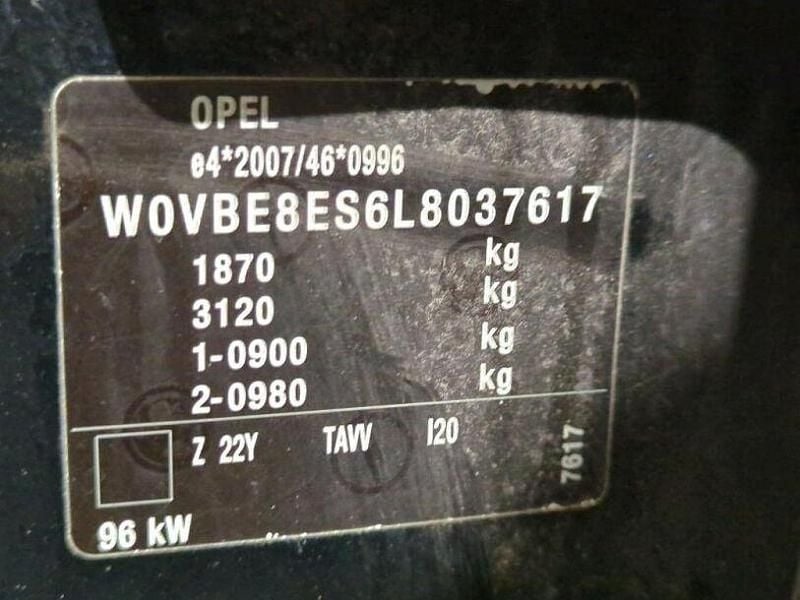 OPEL
e4*2007/46*0996
W0VBE8ES6L8037617
1870 kg
3120 kg
1-0900 kg
2-0980 kg
Z 22Y TAVV I20
7617
96 kW